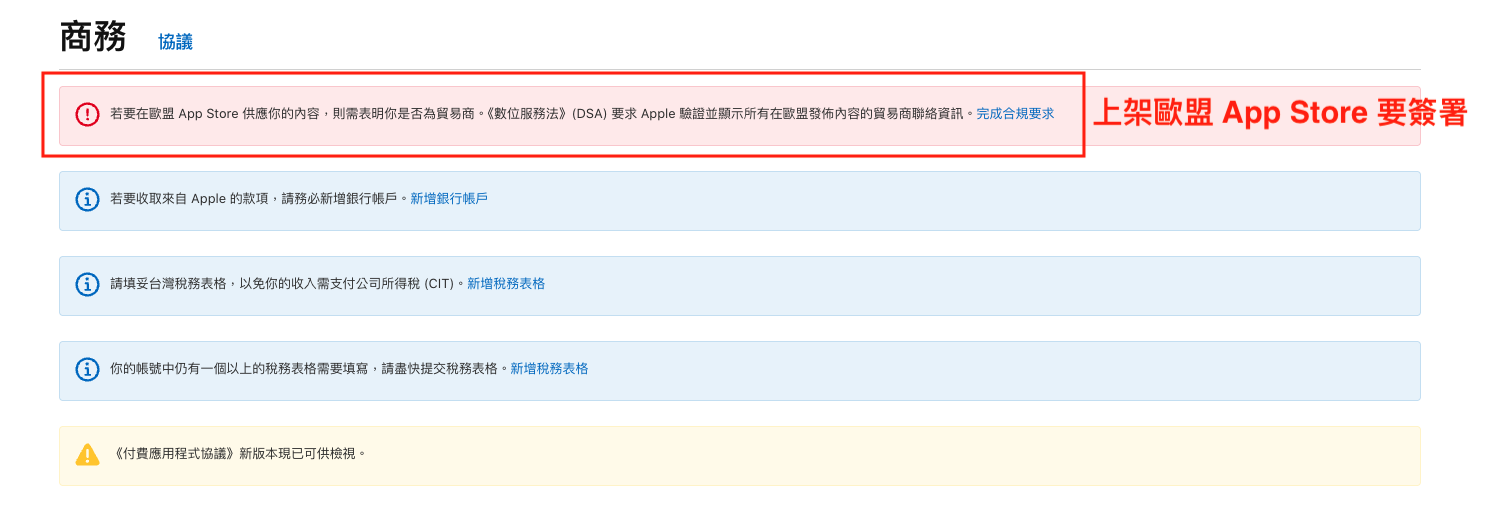 商務 協議
若要在歐盟 App Store 供應你的內容，則需表明你是否為貿易商。《數位服務法》(DSA) 要求 Apple 驗證並顯示所有在歐盟發佈內容的貿易商聯絡資訊。完成合規要求
上架歐盟 App Store 要簽署
若要收取來自 Apple 的款項，請務必新增銀行帳戶。新增銀行帳戶
請填妥台灣稅務表格，以免你的收入需支付公司所得稅 (CIT)。新增稅務表格
你的帳號中仍有一個以上的稅務表格需要填寫，請盡快提交稅務表格。新增稅務表格
《付費應用程式協議》新版本現已可供檢視。